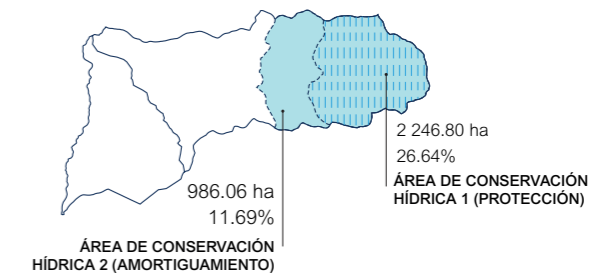 2 246.80 ha
26.64%
ÁREA DE CONSERVACIÓN
HÍDRICA 1 (PROTECCIÓN)
986.06 ha
11.69%
ÁREA DE CONSERVACIÓN
HÍDRICA 2 (AMORTIGUAMIENTO)